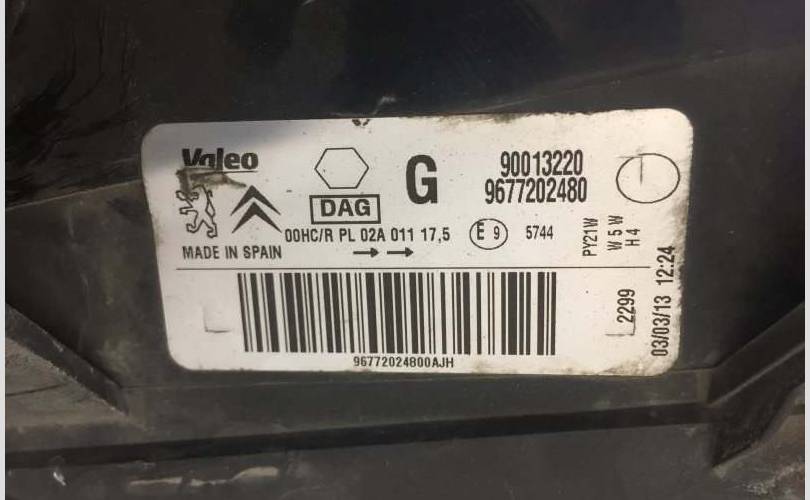 Valeo
G
90013220
9677202480
DAG
00HC/R PL 02A 011 17,5
E 9
5744
MADE IN SPAIN
PY21W
W5W
H4
2299
03/03/13 12:24
96772024800AJH